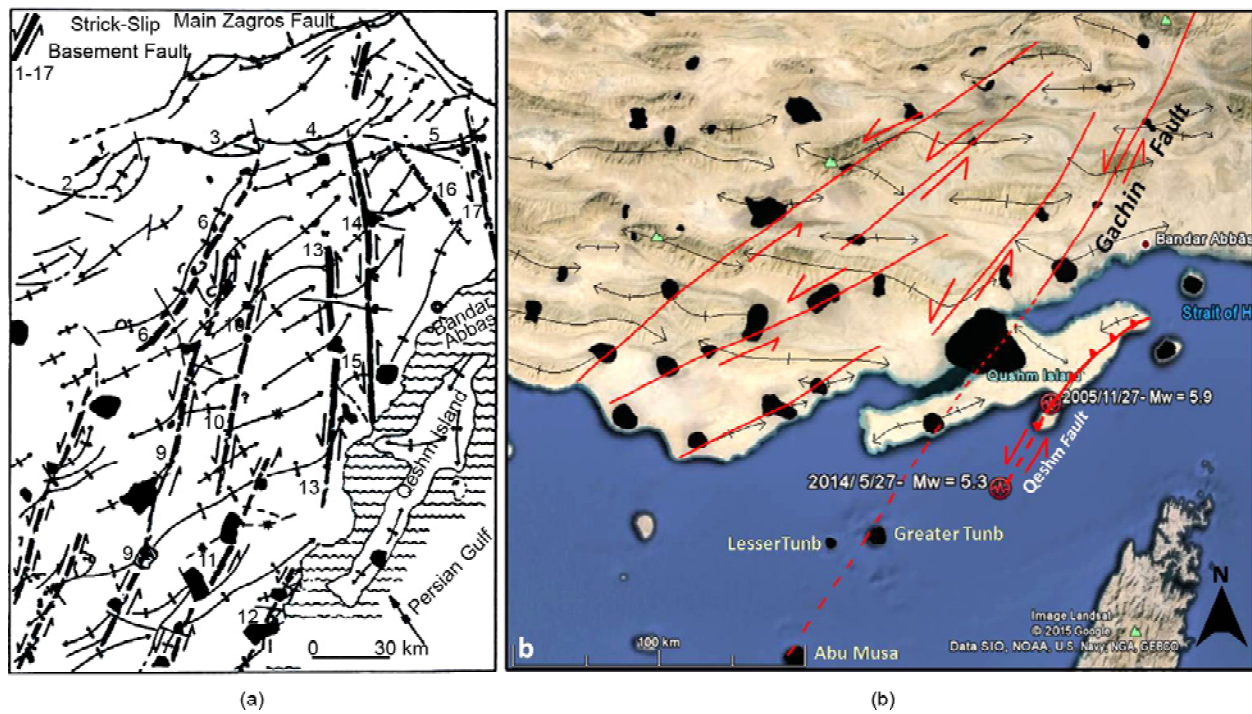 Strick-Slip
Basement Fault
1-17
Main Zagros Fault
3
4
5
2
6
16
14
17
13
6
10
15
10
9
13
9
11
12
Bandar
Abbas
Qeshm Island
Persian Gulf
0 30 km
(a)
Gachin Fault
Bandar Abbās
Strait of H
Qushm Island
2005/11/27- Mw = 5.9
Qeshm Fault
2014/ 5/27- Mw = 5.3
Lesser Tunb
Greater Tunb
N
Image Landsat
© 2015 Google
Data SIO, NOAA, U.S. Navy, NGA, GEBCO
100 km
Abu Musa
b
(b)